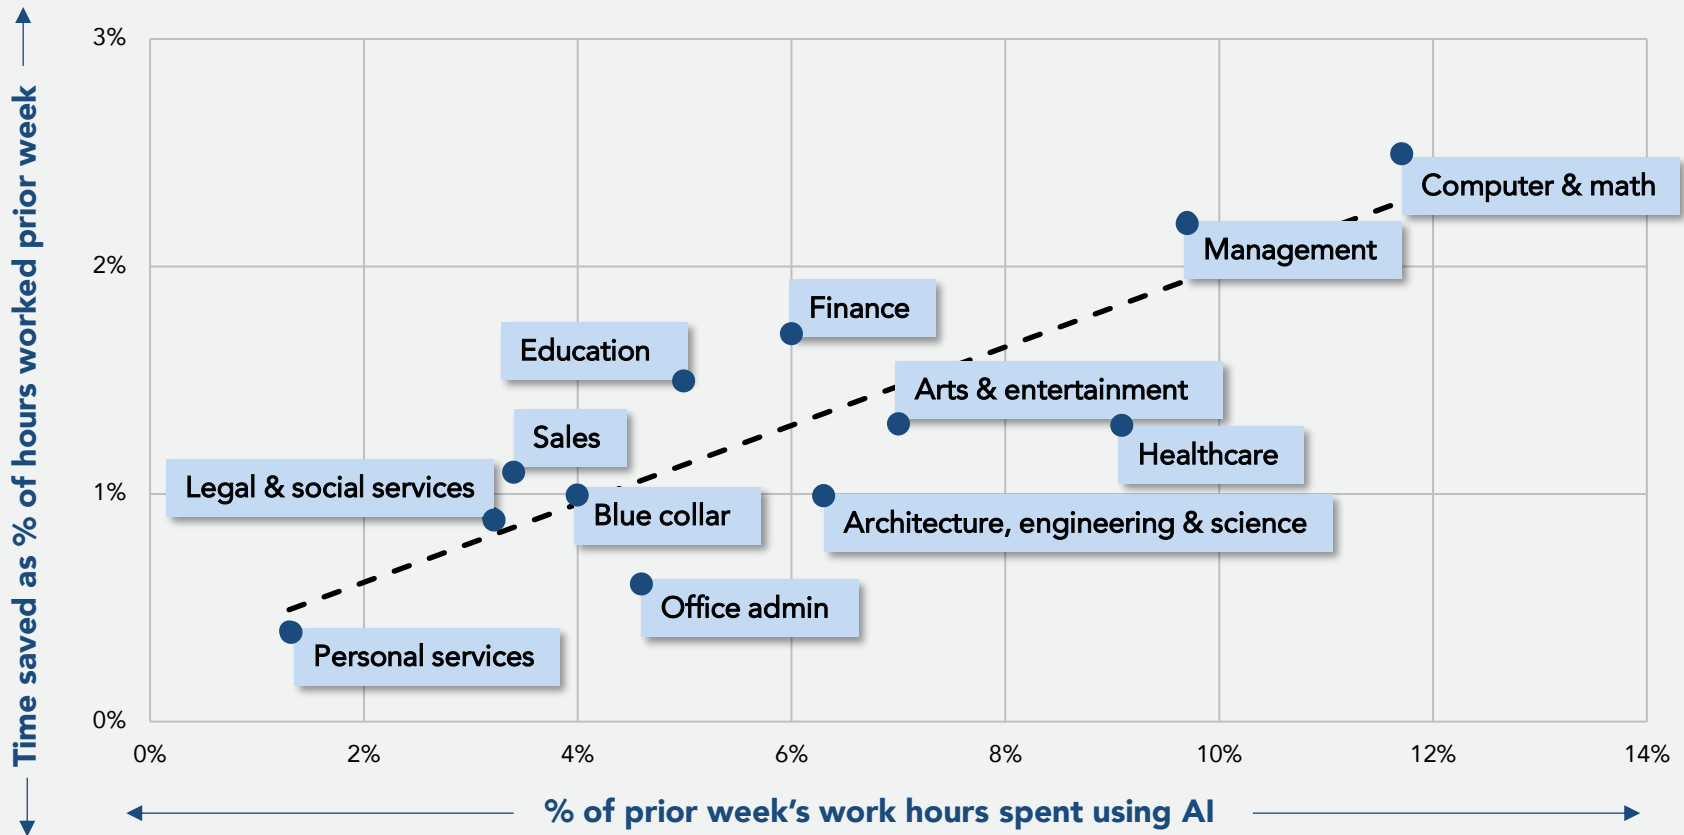 Time saved as % of hours worked prior week
3%
2%
1%
0%
Computer & math
Management
Finance
Education
Arts & entertainment
Sales
Healthcare
Legal & social services
Blue collar
Architecture, engineering & science
Office admin
Personal services
0%
2%
4%
6%
8%
10%
12%
14%
% of prior week's work hours spent using AI